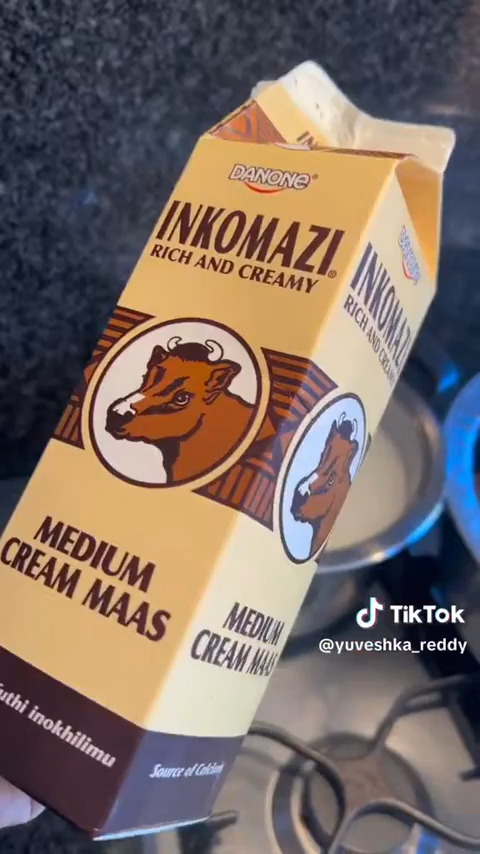 DANONE®
INKOMAZI®
RICH AND CREAMY
MEDIUM
CREAM MAAS
inokhilimu
INKOMAZI
RICH AND CREAMY
MEDIUM
CREAM MAAS
Source of Calcium
TikTok
@yuveshka_reddy